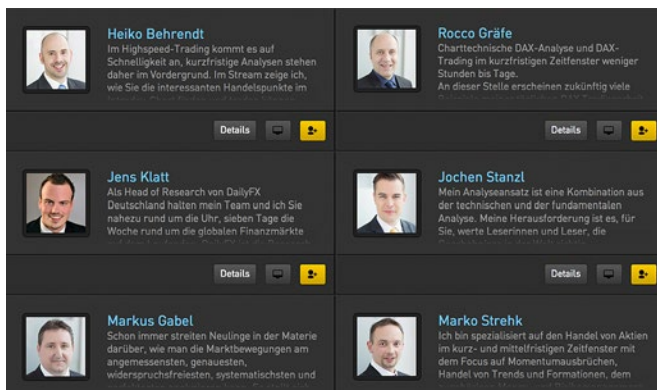 Heiko Behrendt
Im Highspeed-Trading kommt es auf
Schnelligkeit an, kurzfristige Analysen stehen
daher im Vordergrund. Im Stream zeige ich,
wie Sie die interessanten Handelspunkte im
Details
Rocco Gräfe
Charttechnische DAX-Analyse und DAX-
Trading im kurzfristigen Zeitfenster weniger
Stunden bis Tage.
An dieser Stelle erscheinen zukünftig viele
Details
Jens Klatt
Als Head of Research von DailyFX
Deutschland halten mein Team und ich Sie
nahezu rund um die Uhr, sieben Tage die
Woche rund um die globalen Finanzmärkte
Details
Jochen Stanzl
Mein Analyseansatz ist eine Kombination aus
der technischen und der fundamentalen
Analyse. Meine Herausforderung ist es, für
Sie, werte Leserinnen und Leser, die
Details
Markus Gabel
Schon immer streiten Neulinge in der Materie
darüber, wie man die Marktbewegung am
angemessensten, genauesten,
widerspruchsfreiesten, systematischsten und
Marko Strehk
Ich bin spezialisiert auf den Handel von Aktien
im kurz- und mittelfristigen Zeitfenster mit
dem Focus auf Momentumausbrüchen,
Handel von Trends und Formationen, dem